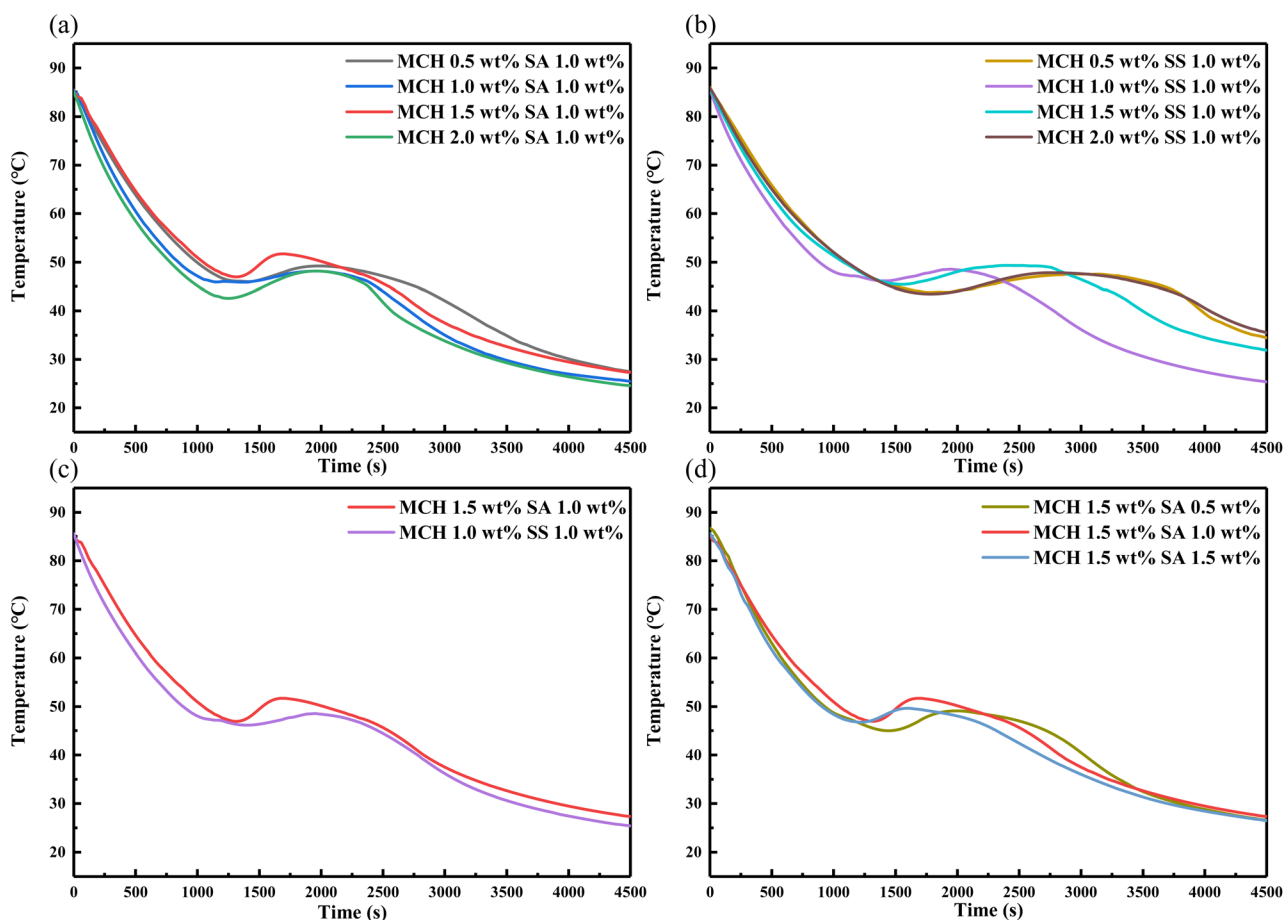 (a)
MCH 0.5 wt% SA 1.0 wt%
MCH 1.0 wt% SA 1.0 wt%
MCH 1.5 wt% SA 1.0 wt%
MCH 2.0 wt% SA 1.0 wt%
Temperature (℃)
90
80
70
60
50
40
30
20
0 500 1000 1500 2000 2500 3000 3500 4000 4500
Time (s)
(b)
MCH 0.5 wt% SS 1.0 wt%
MCH 1.0 wt% SS 1.0 wt%
MCH 1.5 wt% SS 1.0 wt%
MCH 2.0 wt% SS 1.0 wt%
Temperature (℃)
90
80
70
60
50
40
30
20
0 500 1000 1500 2000 2500 3000 3500 4000 4500
Time (s)
(c)
MCH 1.5 wt% SA 1.0 wt%
MCH 1.0 wt% SS 1.0 wt%
Temperature (℃)
90
80
70
60
50
40
30
20
0 500 1000 1500 2000 2500 3000 3500 4000 4500
Time (s)
(d)
MCH 1.5 wt% SA 0.5 wt%
MCH 1.5 wt% SA 1.0 wt%
MCH 1.5 wt% SA 1.5 wt%
Temperature (℃)
90
80
70
60
50
40
30
20
0 500 1000 1500 2000 2500 3000 3500 4000 4500
Time (s)